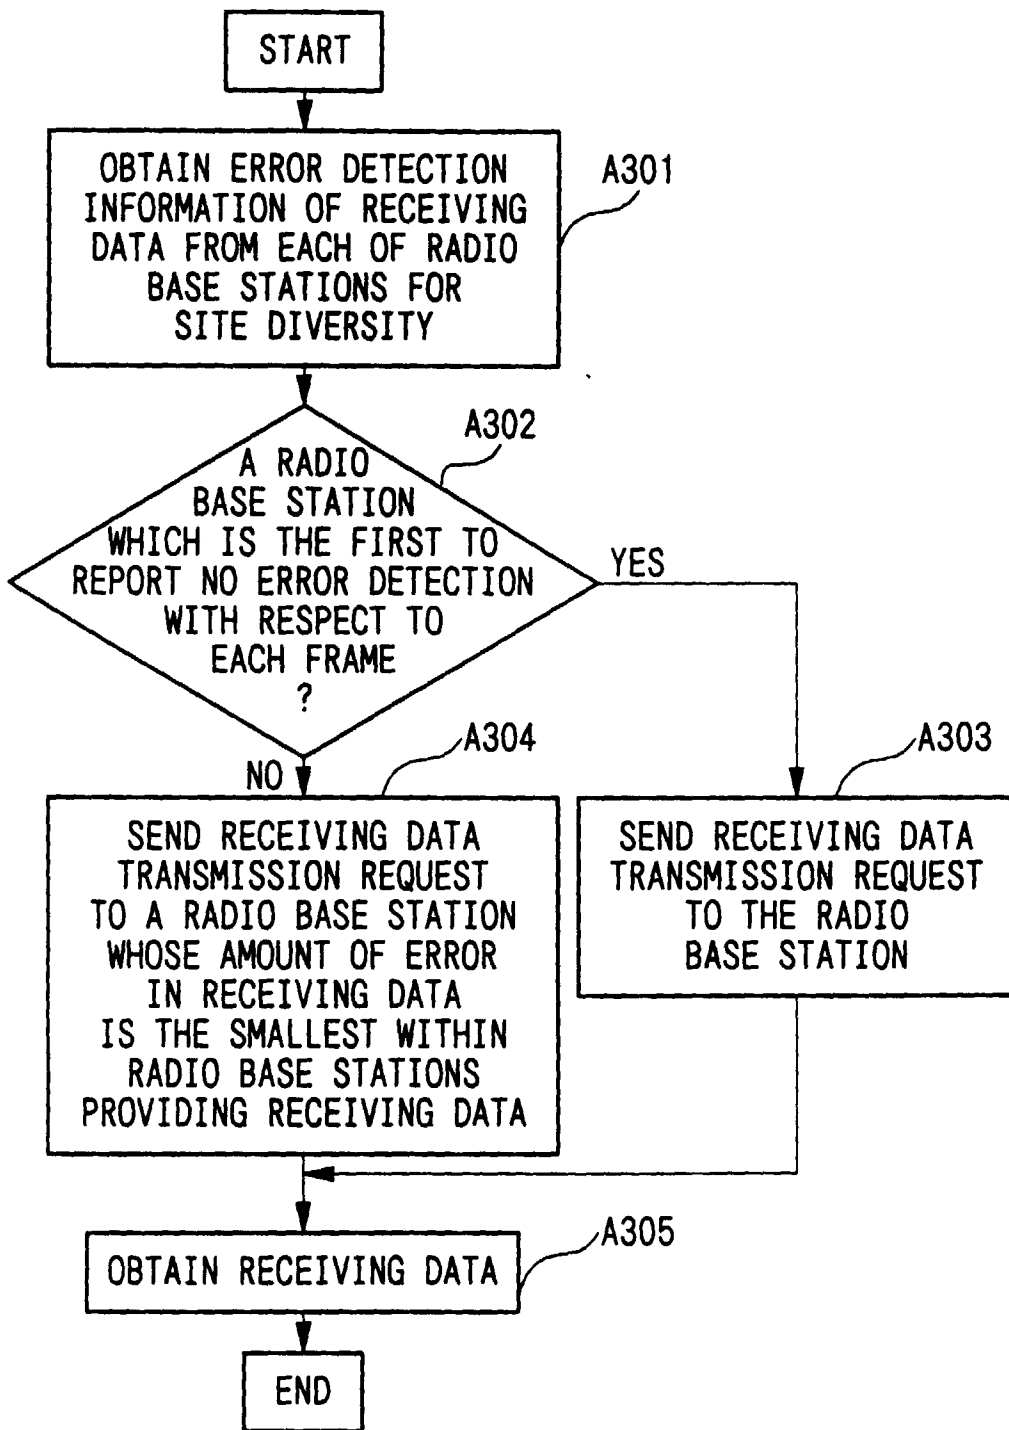 START
OBTAIN ERROR DETECTION
INFORMATION OF RECEIVING
DATA FROM EACH OF RADIO
BASE STATIONS FOR
SITE DIVERSITY
A301
A302
A RADIO
BASE STATION
WHICH IS THE FIRST TO
REPORT NO ERROR DETECTION
WITH RESPECT TO
EACH FRAME
?
YES
NO
A304
A303
SEND RECEIVING DATA
TRANSMISSION REQUEST
TO A RADIO BASE STATION
WHOSE AMOUNT OF ERROR
IN RECEIVING DATA
IS THE SMALLEST WITHIN
RADIO BASE STATIONS
PROVIDING RECEIVING DATA
SEND RECEIVING DATA
TRANSMISSION REQUEST
TO THE RADIO
BASE STATION
A305
OBTAIN RECEIVING DATA
END